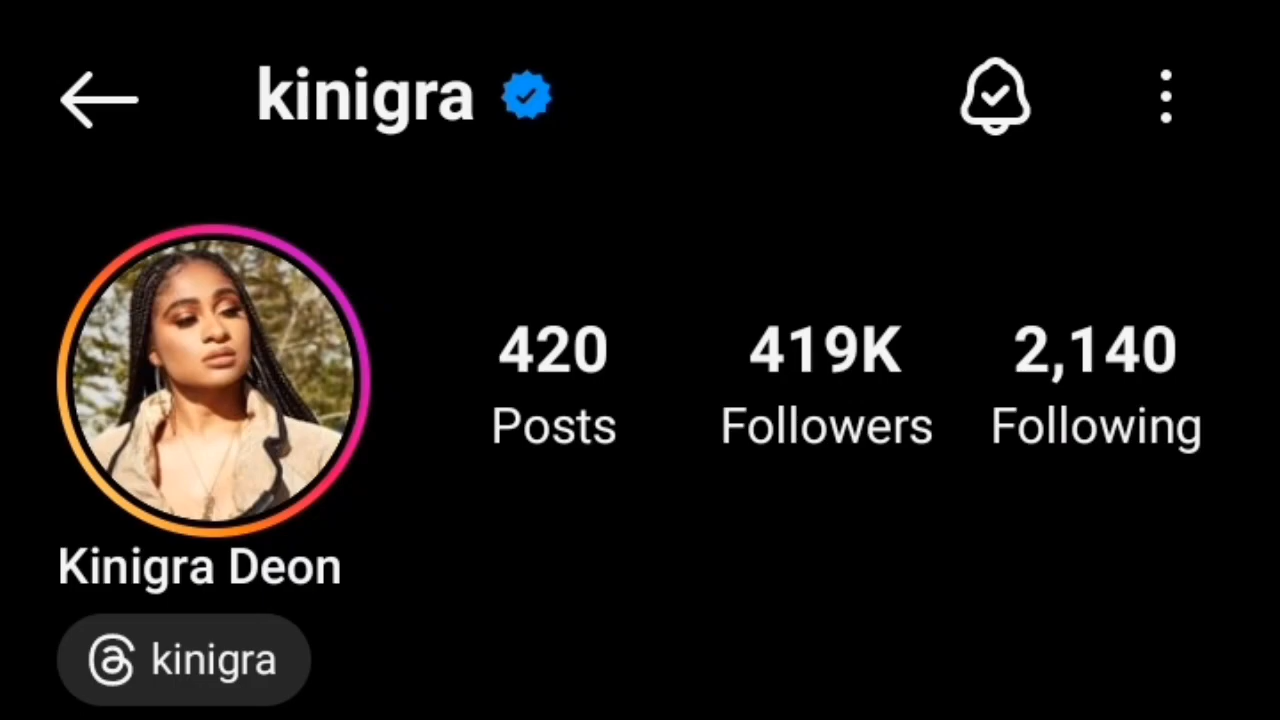 kinigra
420 419K 2,140
Posts Followers Following
Kinigra Deon
kinigra